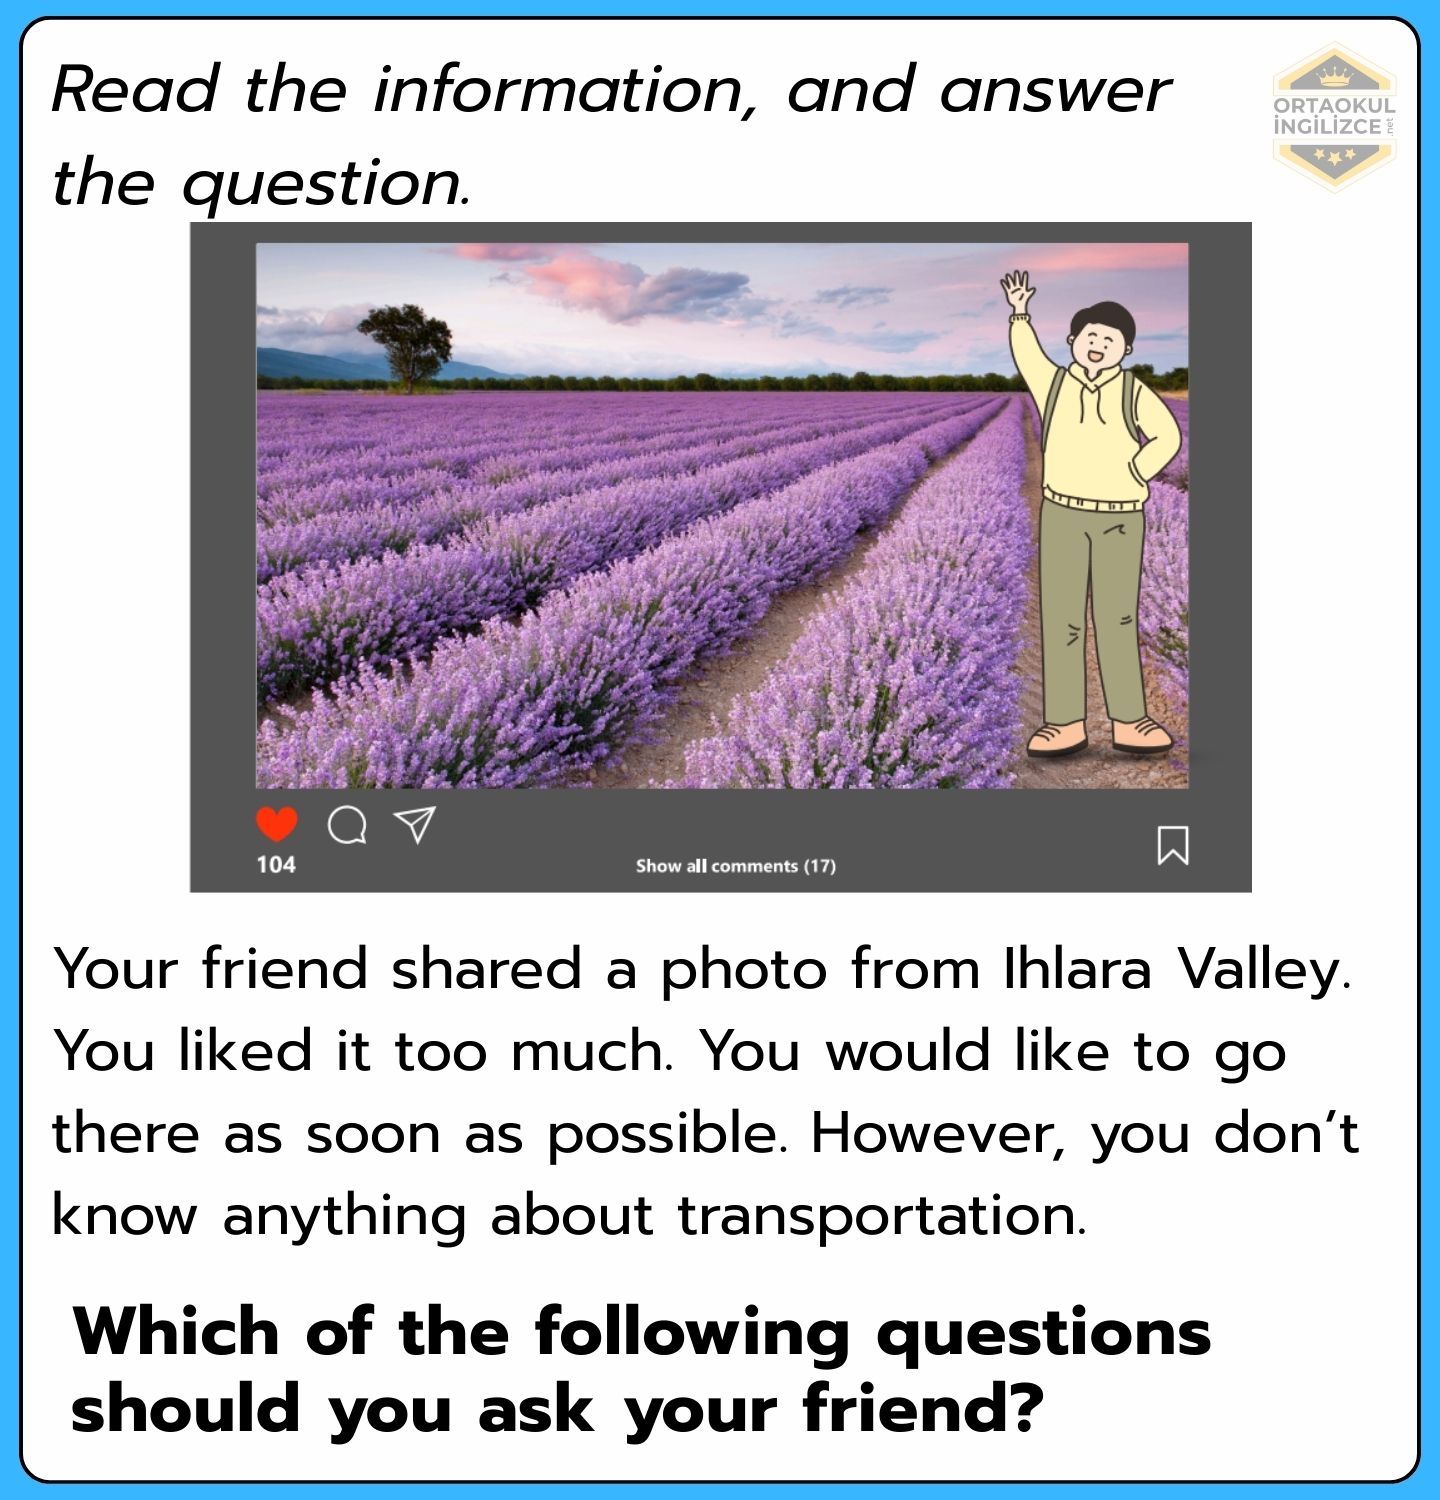 Read the information, and answer
the question.
ORTAOKUL
İNGİLİZCE .net
104
Show all comments (17)
Your friend shared a photo from Ihlara Valley.
You liked it too much. You would like to go
there as soon as possible. However, you don’t
know anything about transportation.
Which of the following questions
should you ask your friend?